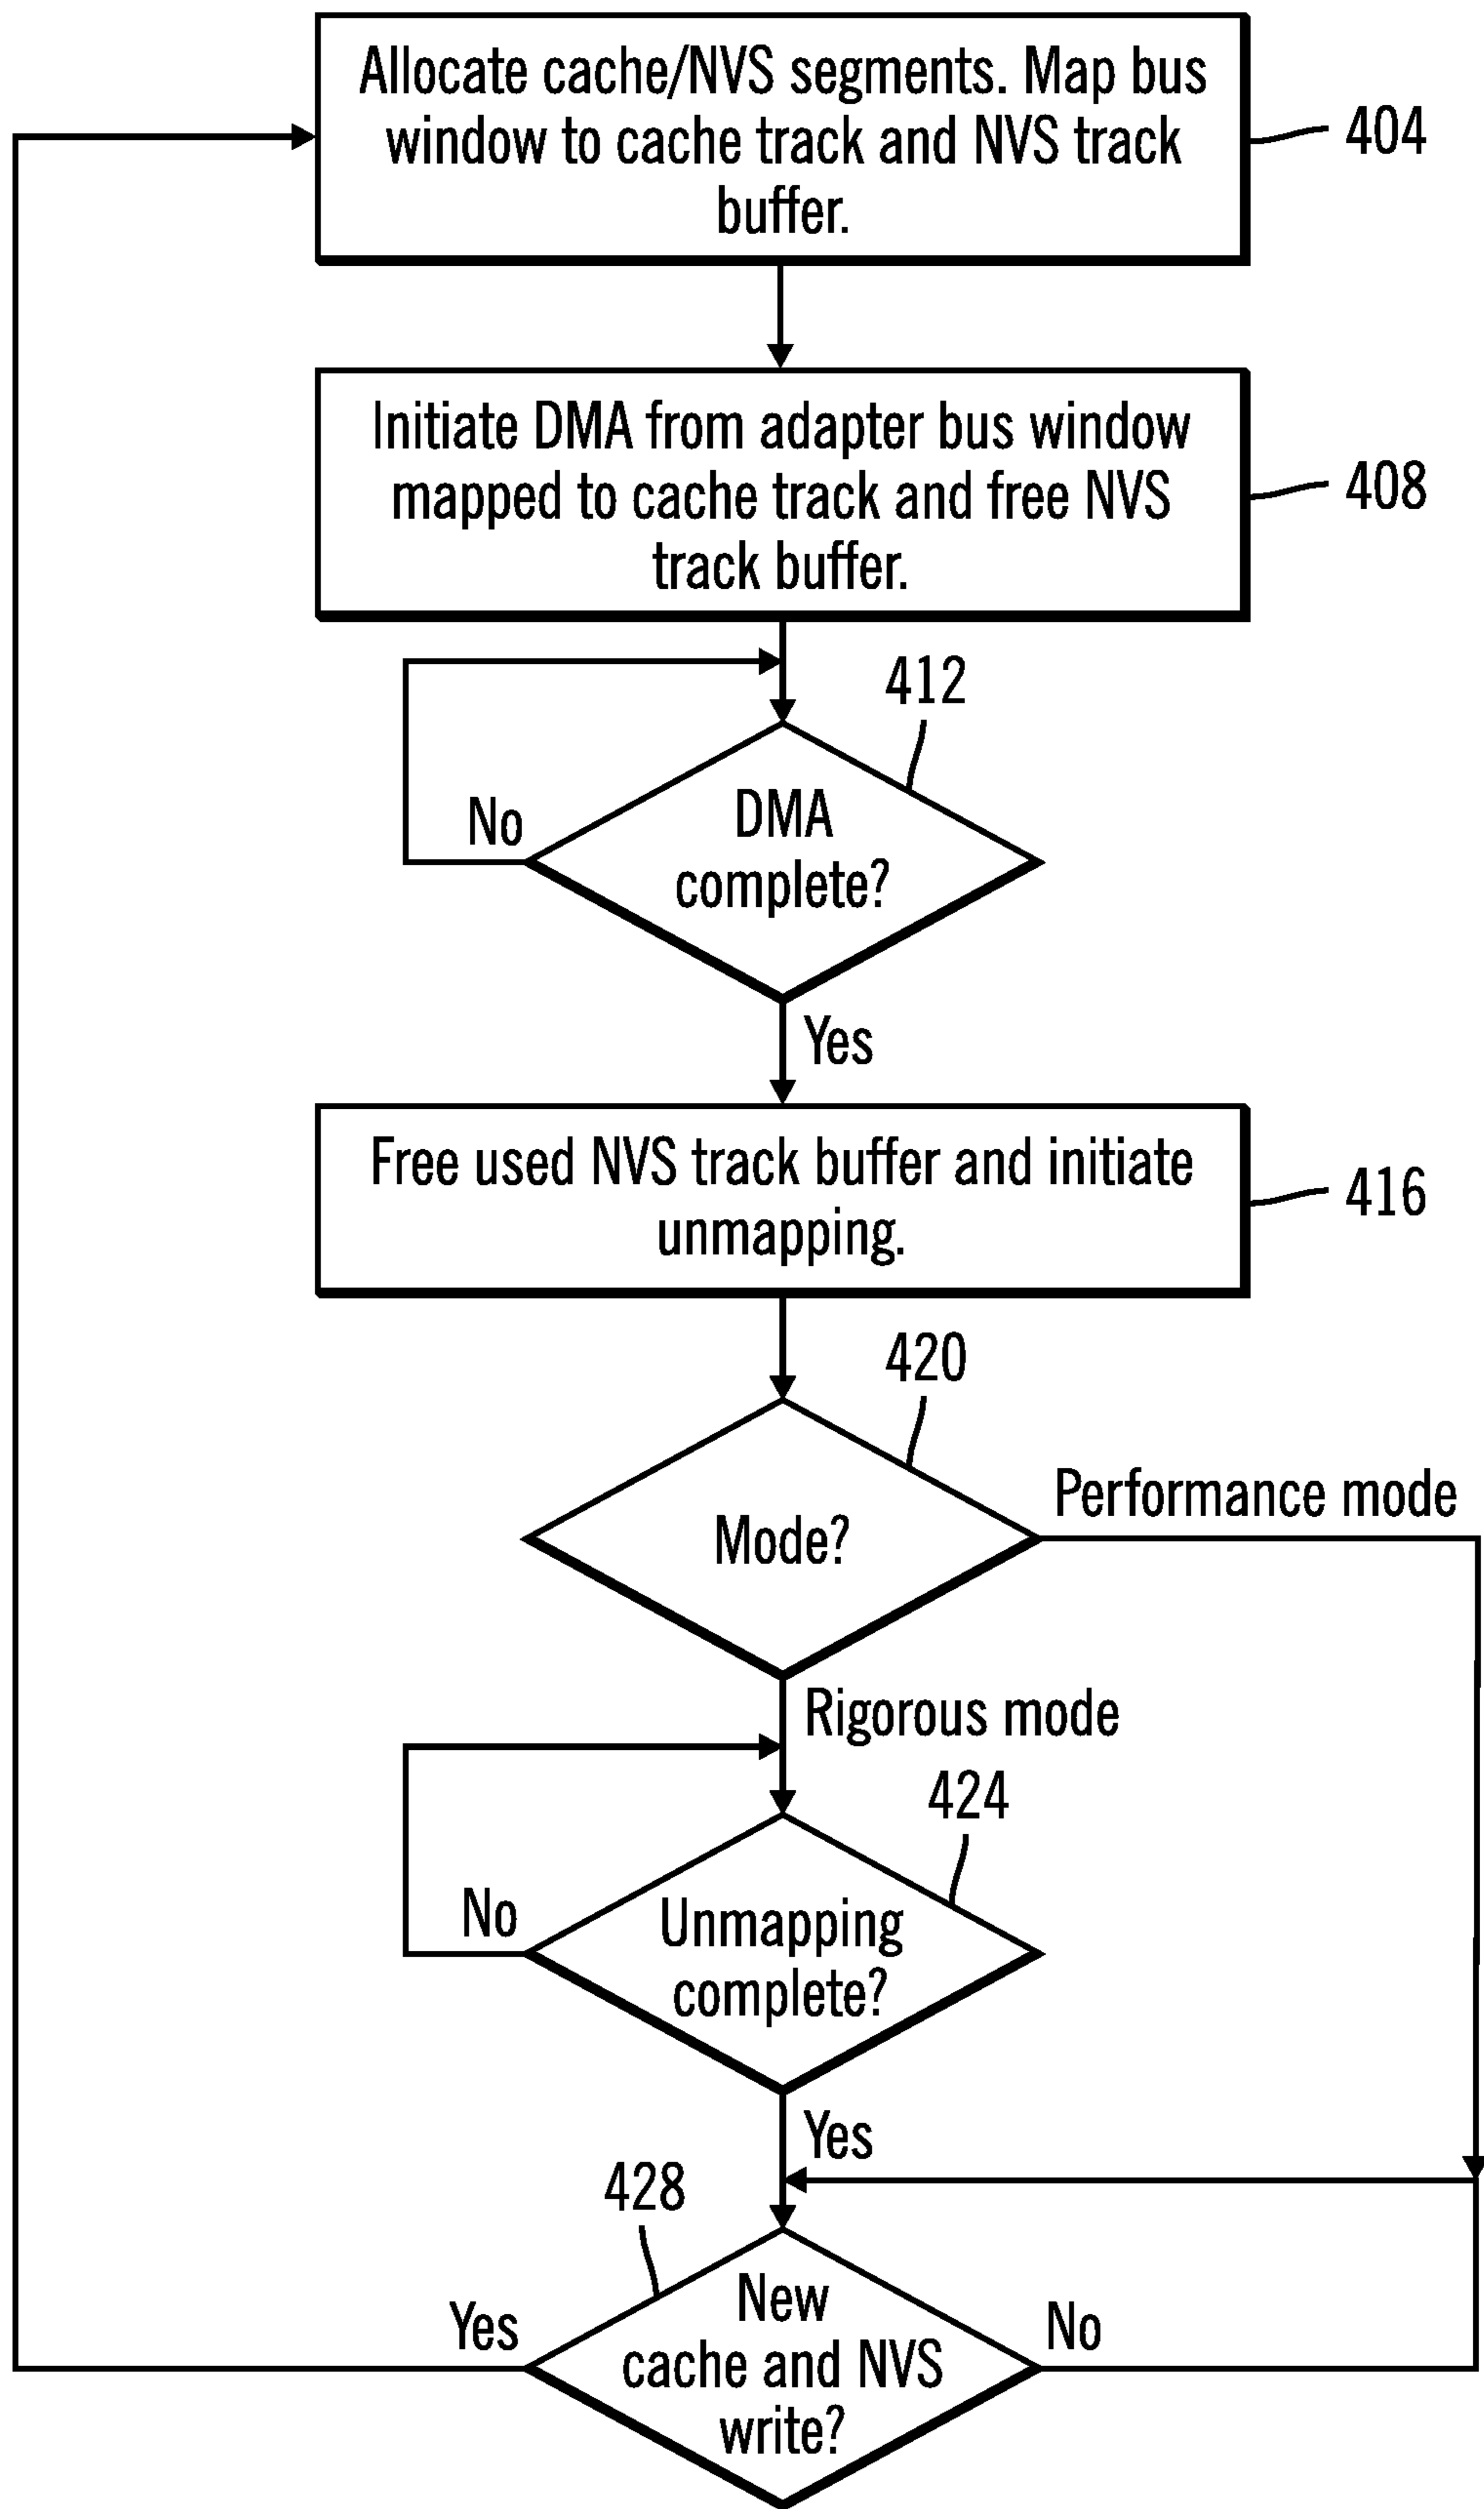 Allocate cache/NVS segments. Map bus
window to cache track and NVS track
buffer.
404
Initiate DMA from adapter bus window
mapped to cache track and free NVS
track buffer.
408
412
DMA
complete?
No
Yes
Free used NVS track buffer and initiate
unmapping.
416
420
Mode?
Performance mode
Rigorous mode
424
Unmapping
complete?
No
Yes
428
New
cache and NVS
write?
Yes
No